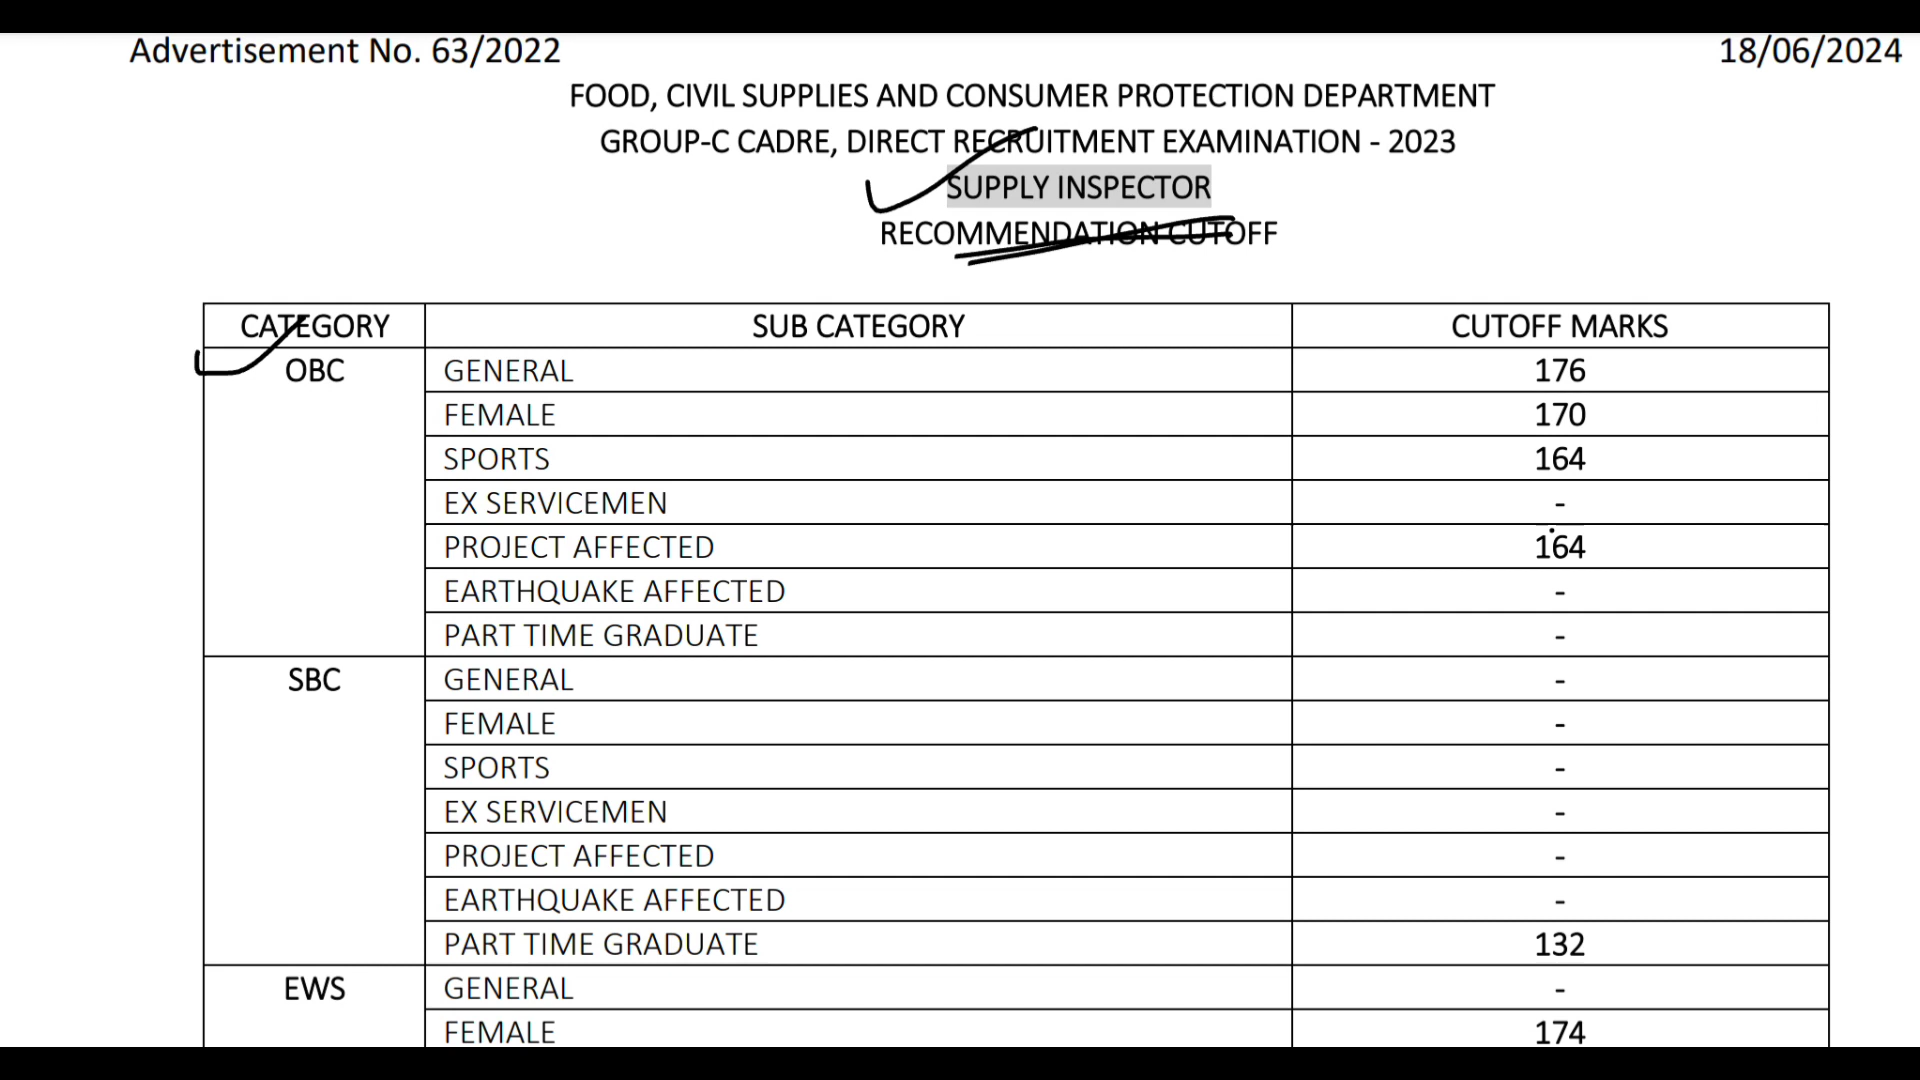 Advertisement No. 63/2022 18/06/2024
FOOD, CIVIL SUPPLIES AND CONSUMER PROTECTION DEPARTMENT
GROUP-C CADRE, DIRECT RECRUITMENT EXAMINATION - 2023
SUPPLY INSPECTOR
RECOMMENDATION CUTOFF
CATEGORY SUB CATEGORY CUTOFF MARKS
OBC GENERAL 176
FEMALE 170
SPORTS 164
EX SERVICEMEN -
PROJECT AFFECTED 164
EARTHQUAKE AFFECTED -
PART TIME GRADUATE -
SBC GENERAL -
FEMALE -
SPORTS -
EX SERVICEMEN -
PROJECT AFFECTED -
EARTHQUAKE AFFECTED -
PART TIME GRADUATE 132
EWS GENERAL -
FEMALE 174